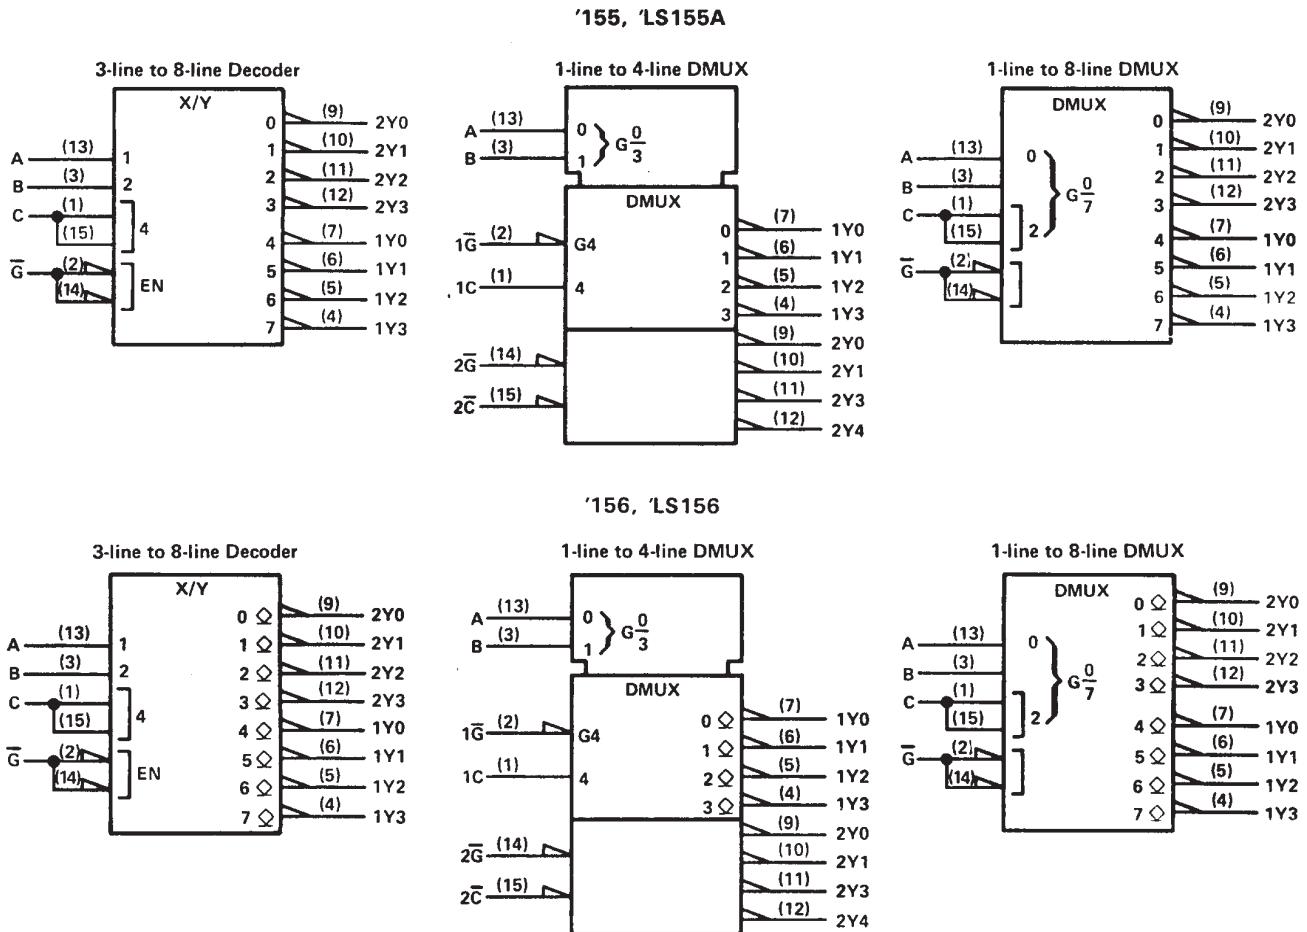 '155, 'LS155A
3-line to 8-line Decoder
X/Y
A (13) 1
B (3) 2
C (1)
(15) 4
G̅ (2)
(14) EN
0 (9) 2Y0
1 (10) 2Y1
2 (11) 2Y2
3 (12) 2Y3
4 (7) 1Y0
5 (6) 1Y1
6 (5) 1Y2
7 (4) 1Y3
1-line to 4-line DMUX
A (13) 0
B (3) 1
} G 0/3
DMUX
1G̅ (2) G4
1C (1) 4
2G̅ (14)
2C̅ (15)
0 (7) 1Y0
1 (6) 1Y1
2 (5) 1Y2
3 (4) 1Y3
(9) 2Y0
(10) 2Y1
(11) 2Y3
(12) 2Y4
1-line to 8-line DMUX
DMUX
A (13) 0
B (3)
C (1)
(15) 2
} G 0/7
G̅ (2)
(14)
0 (9) 2Y0
1 (10) 2Y1
2 (11) 2Y2
3 (12) 2Y3
4 (7) 1Y0
5 (6) 1Y1
6 (5) 1Y2
7 (4) 1Y3
'156, 'LS156
3-line to 8-line Decoder
X/Y
A (13) 1
B (3) 2
C (1)
(15) 4
G̅ (2)
(14) EN
0 ◇ (9) 2Y0
1 ◇ (10) 2Y1
2 ◇ (11) 2Y2
3 ◇ (12) 2Y3
4 ◇ (7) 1Y0
5 ◇ (6) 1Y1
6 ◇ (5) 1Y2
7 ◇ (4) 1Y3
1-line to 4-line DMUX
A (13) 0
B (3) 1
} G 0/3
DMUX
1G̅ (2) G4
1C (1) 4
2G̅ (14)
2C̅ (15)
0 ◇ (7) 1Y0
1 ◇ (6) 1Y1
2 ◇ (5) 1Y2
3 ◇ (4) 1Y3
(9) 2Y0
(10) 2Y1
(11) 2Y3
(12) 2Y4
1-line to 8-line DMUX
DMUX
A (13) 0
B (3)
C (1)
(15) 2
} G 0/7
G̅ (2)
(14)
0 ◇ (9) 2Y0
1 ◇ (10) 2Y1
2 ◇ (11) 2Y2
3 ◇ (12) 2Y3
4 ◇ (7) 1Y0
5 ◇ (6) 1Y1
6 ◇ (5) 1Y2
7 ◇ (4) 1Y3